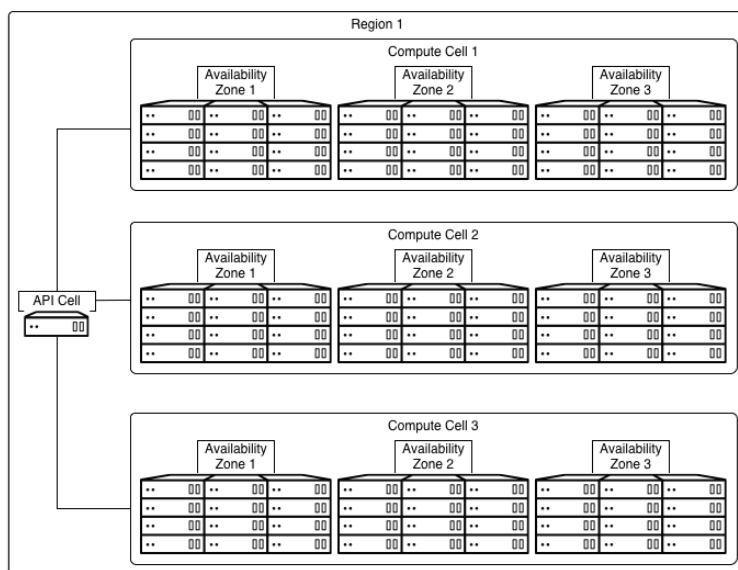 Region 1
Compute Cell 1
Availability
Zone 1
Availability
Zone 2
Availability
Zone 3
Compute Cell 2
Availability
Zone 1
Availability
Zone 2
Availability
Zone 3
API Cell
Compute Cell 3
Availability
Zone 1
Availability
Zone 2
Availability
Zone 3